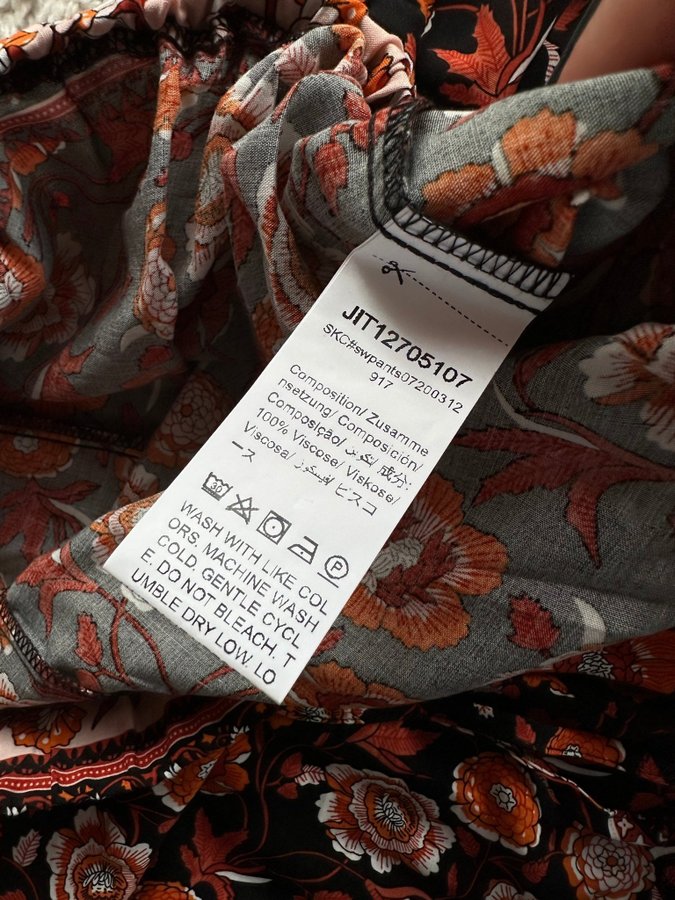 JIT12705107
SKC#swpants07200312
917
Composition/ Zusamme
nsetzung/ Composición/
Composição/ تكوين/ 成分:
100% Viscose/ Viskose/
Viscosa/ فيسكوز/ ビスコ
ース
30
WASH WITH LIKE COL
ORS. MACHINE WASH
COLD. GENTLE CYCL
E. DO NOT BLEACH. T
UMBLE DRY LOW. LO